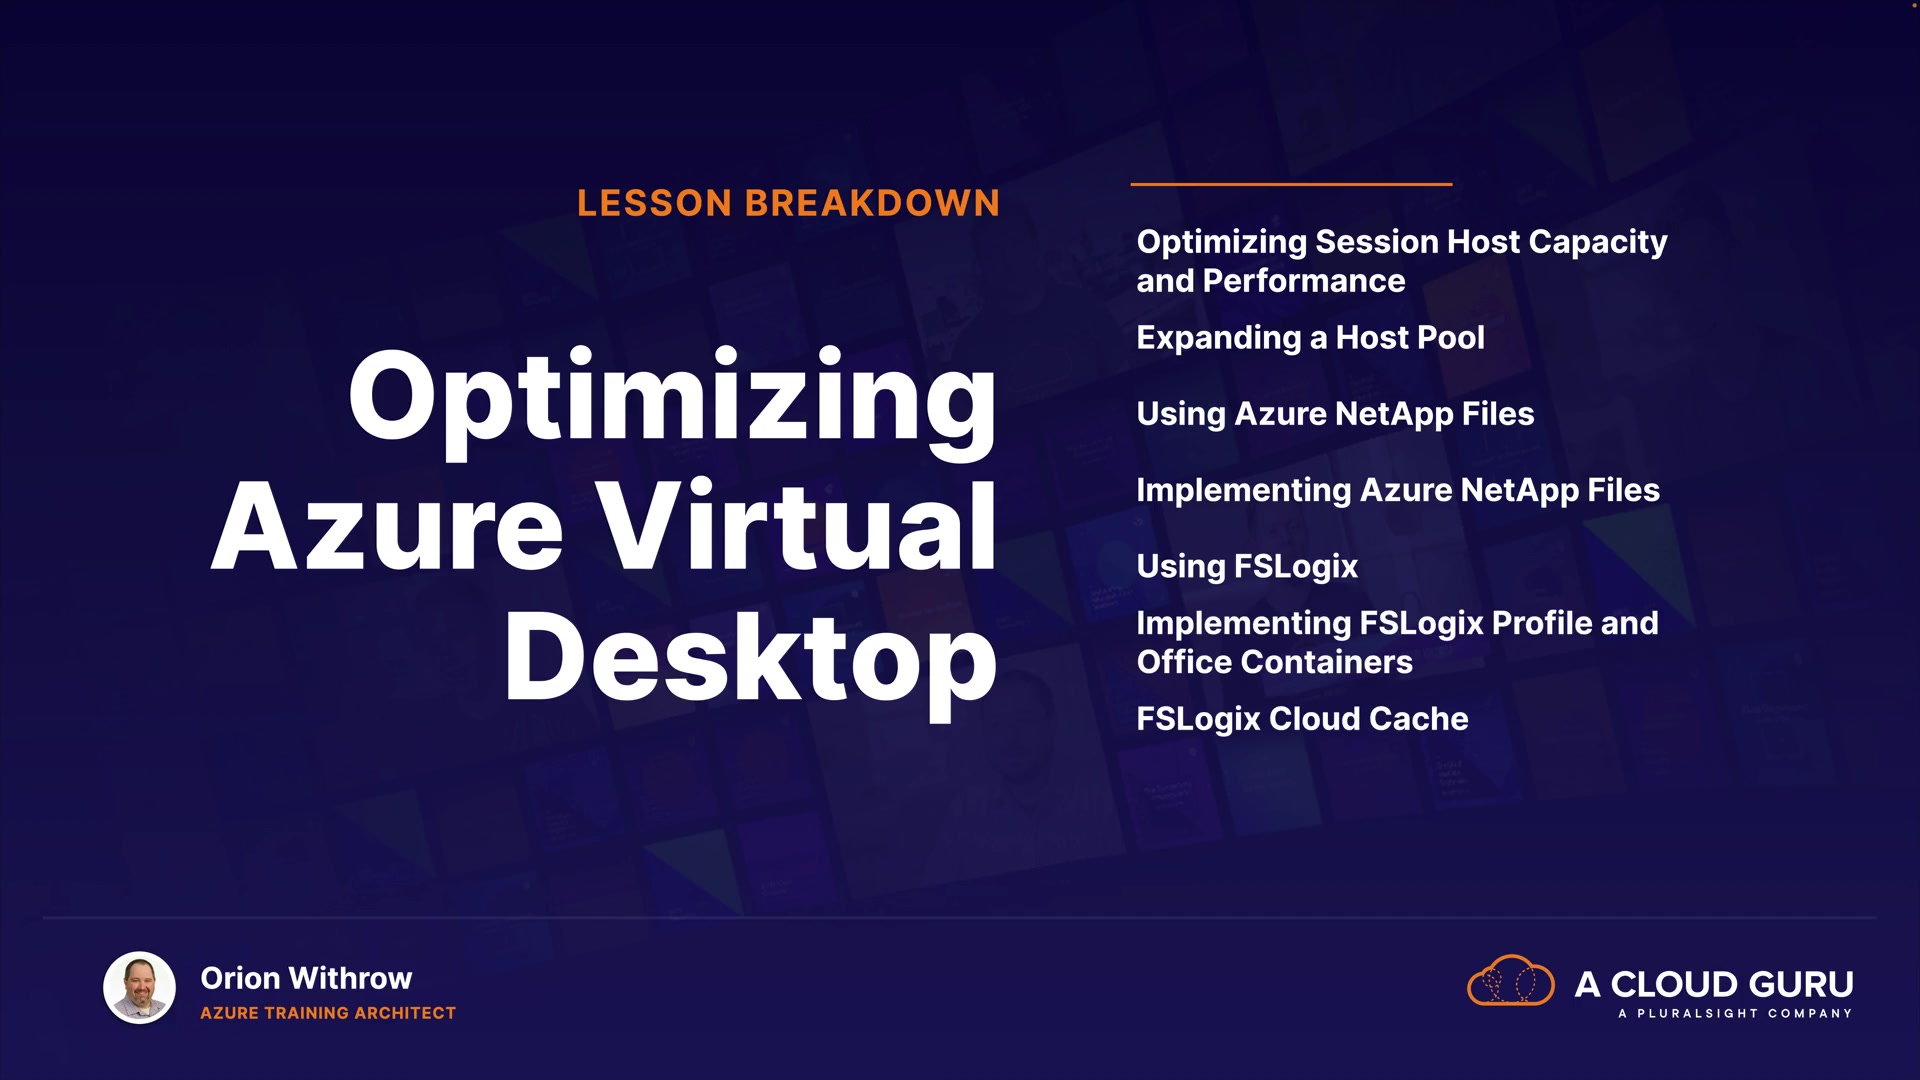 LESSON BREAKDOWN
Optimizing
Azure Virtual
Desktop
Optimizing Session Host Capacity
and Performance
Expanding a Host Pool
Using Azure NetApp Files
Implementing Azure NetApp Files
Using FSLogix
Implementing FSLogix Profile and
Office Containers
FSLogix Cloud Cache
Orion Withrow
AZURE TRAINING ARCHITECT
A CLOUD GURU
A PLURALSIGHT COMPANY